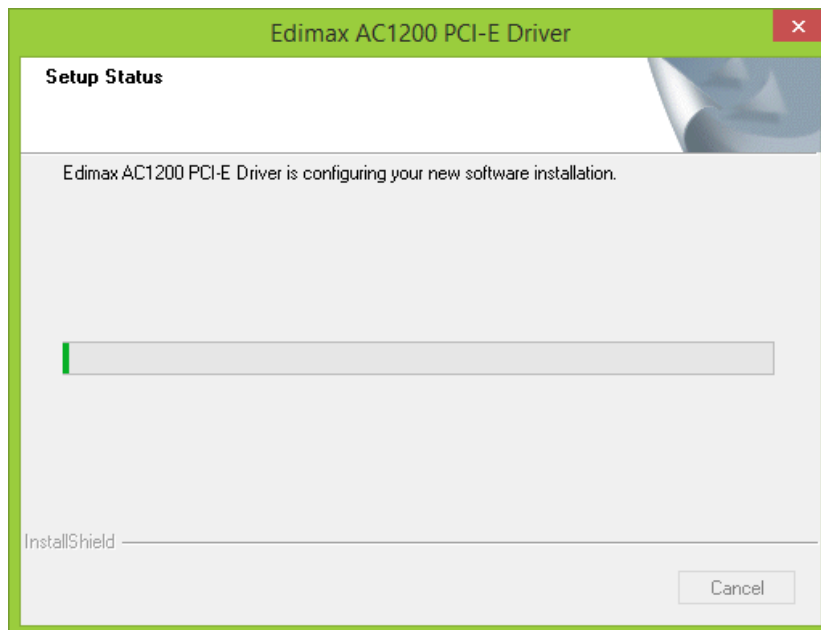 Edimax AC1200 PCI-E Driver
Setup Status
Edimax AC1200 PCI-E Driver is configuring your new software installation.
InstallShield
Cancel